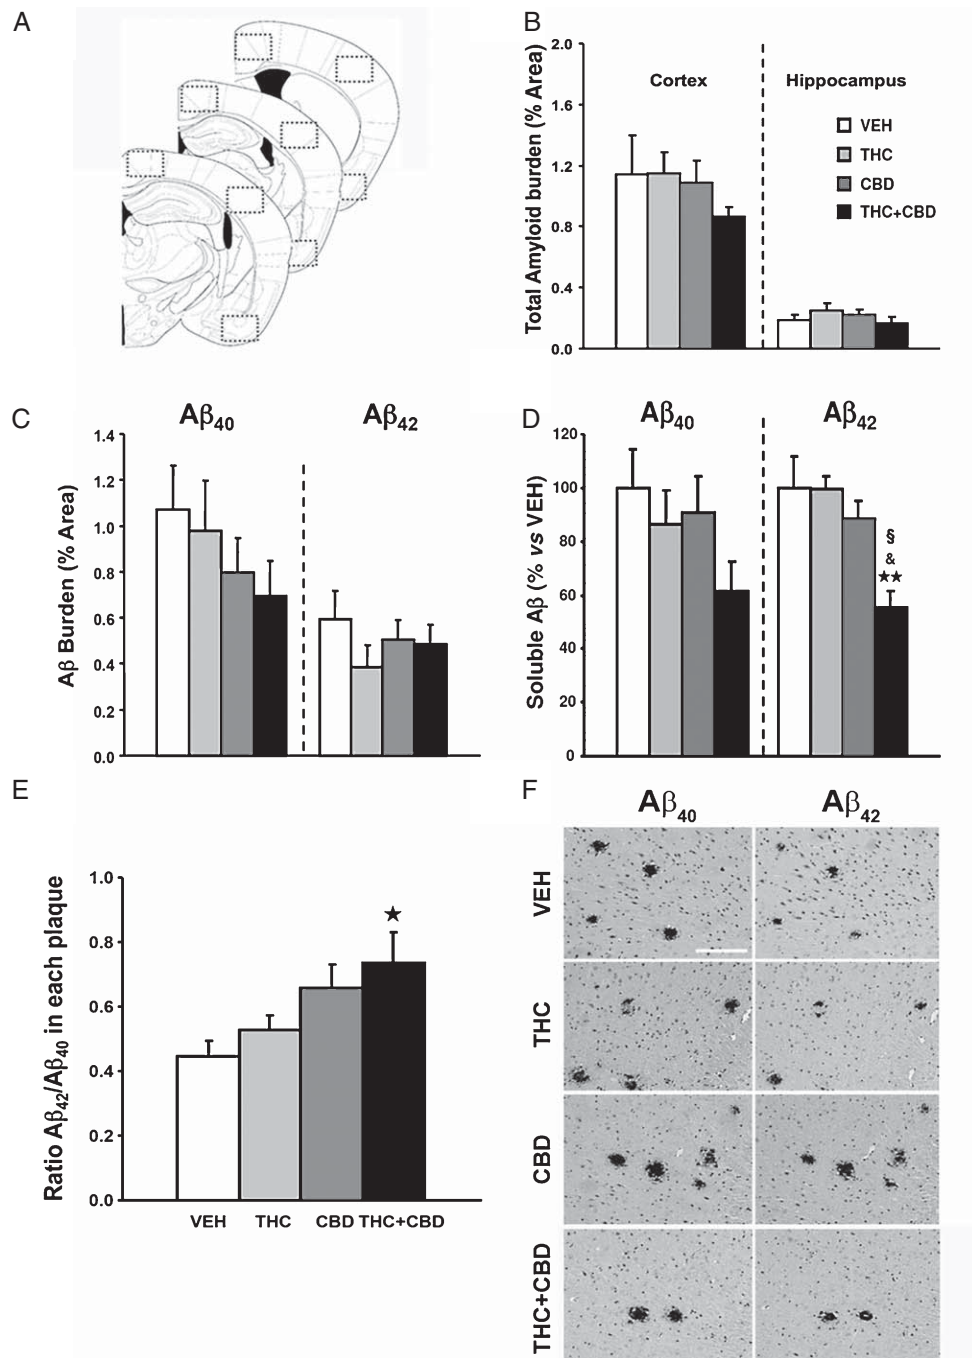 A
B
Total Amyloid burden (% Area)
2.0
1.6
1.2
0.8
0.4
0.0
Cortex
Hippocampus
VEH
THC
CBD
THC+CBD
C
Aβ40
Aβ42
Aβ Burden (% Area)
1.4
1.2
1.0
0.8
0.6
0.4
0.2
0.0
D
Aβ40
Aβ42
Soluble Aβ (% vs VEH)
120
100
80
60
40
20
0
§
&
★★
E
Ratio Aβ42/Aβ40 in each plaque
1.0
0.8
0.6
0.4
0.2
0.0
★
VEH THC CBD THC+CBD
F
Aβ40
Aβ42
VEH
THC
CBD
THC+CBD